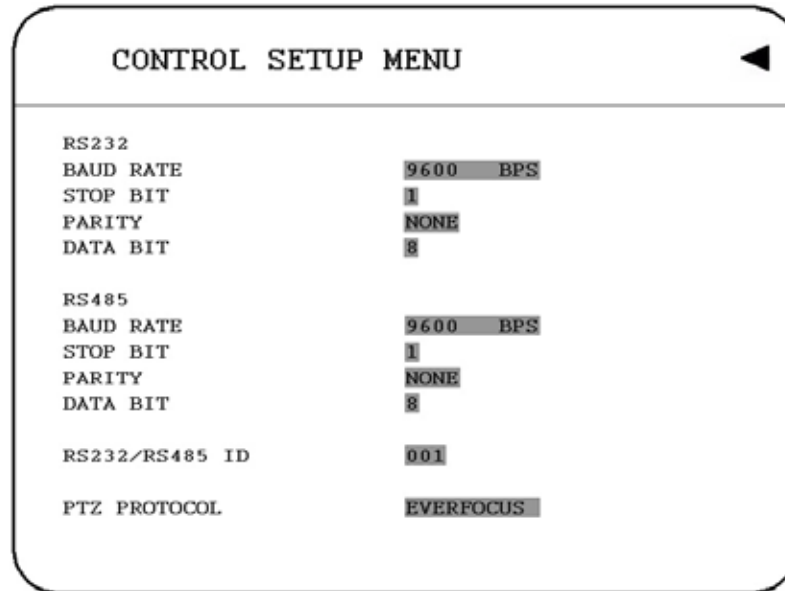 CONTROL SETUP MENU
RS232
BAUD RATE 9600 BPS
STOP BIT 1
PARITY NONE
DATA BIT 8
RS485
BAUD RATE 9600 BPS
STOP BIT 1
PARITY NONE
DATA BIT 8
RS232/RS485 ID 001
PTZ PROTOCOL EVERFOCUS